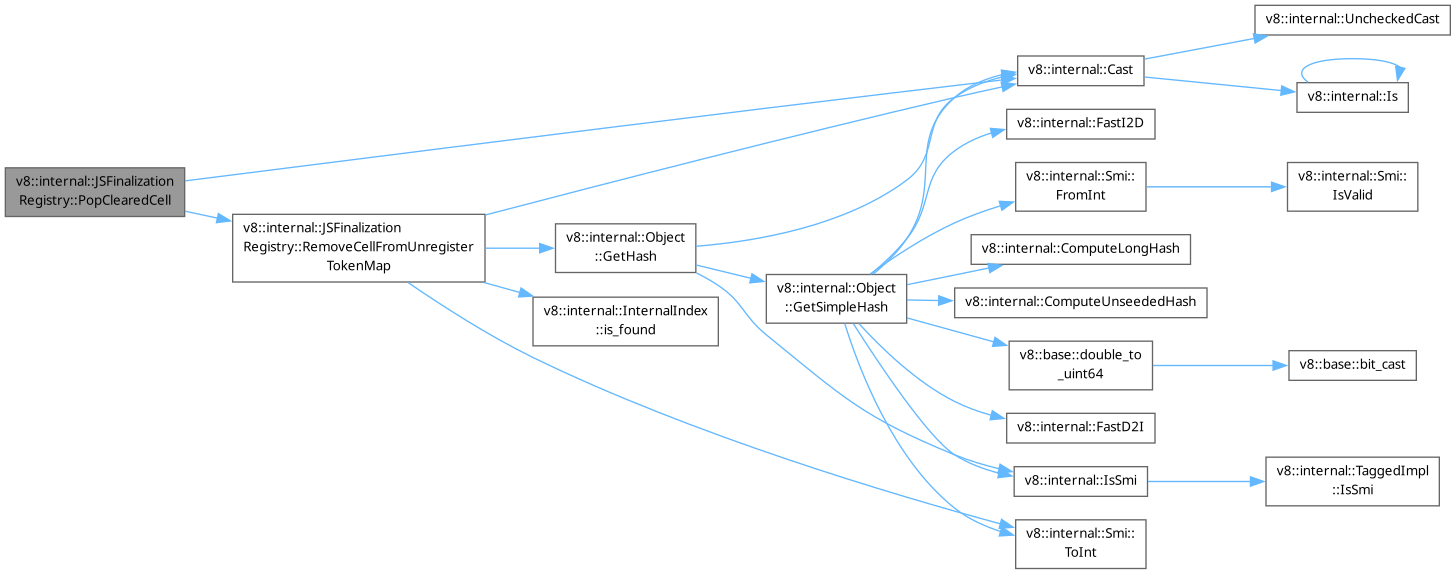 v8::internal::JSFinalization
Registry::PopClearedCell
v8::internal::JSFinalization
Registry::RemoveCellFromUnregister
TokenMap
v8::internal::Object
::GetHash
v8::internal::InternalIndex
::is_found
v8::internal::Object
::GetSimpleHash
v8::internal::Cast
v8::internal::FastI2D
v8::internal::Smi::
FromInt
v8::internal::ComputeLongHash
v8::internal::ComputeUnseededHash
v8::base::double_to
_uint64
v8::internal::FastD2I
v8::internal::IsSmi
v8::internal::Smi::
ToInt
v8::internal::UncheckedCast
v8::internal::Is
v8::internal::Smi::
IsValid
v8::base::bit_cast
v8::internal::TaggedImpl
::IsSmi